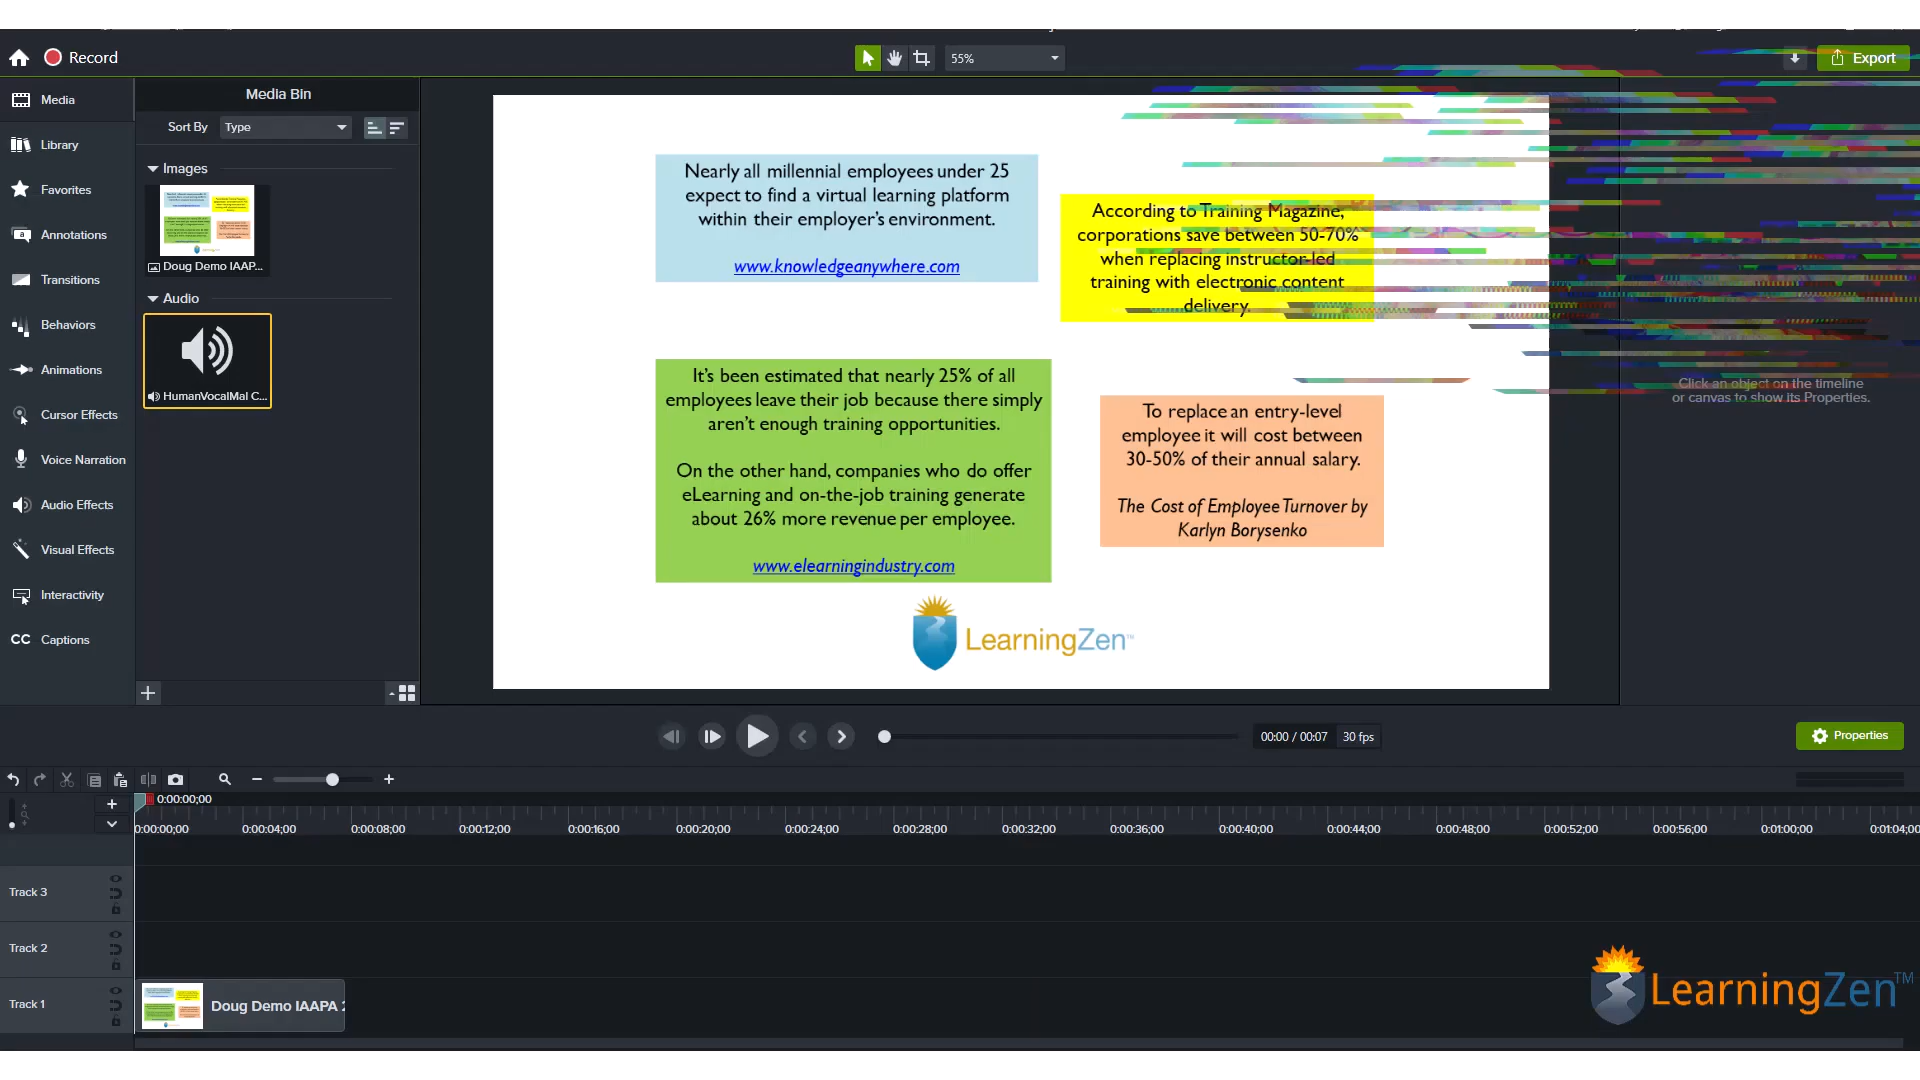 Record
55%
Export
Media
Library
Favorites
Annotations
Transitions
Behaviors
Animations
Cursor Effects
Voice Narration
Audio Effects
Visual Effects
Interactivity
CC Captions
Media Bin
Sort By Type
Images
Doug Demo IAAP...
Audio
HumanVocalMal C...
Nearly all millennial employees under 25
expect to find a virtual learning platform
within their employer's environment.
www.knowledgeanywhere.com
According to Training Magazine,
corporations save between 50-70%
when replacing instructor-led
training with electronic content
delivery.
It's been estimated that nearly 25% of all
employees leave their job because there simply
aren't enough training opportunities.
On the other hand, companies who do offer
eLearning and on-the-job training generate
about 26% more revenue per employee.
www.elearningindustry.com
To replace an entry-level
employee it will cost between
30-50% of their annual salary.
The Cost of Employee Turnover by
Karlyn Borysenko
LearningZen™
Click an object on the timeline
or canvas to show its Properties.
00:00 / 00:07 30 fps
Properties
0:00:00;00
0:00:00;00 0:00:04;00 0:00:08;00 0:00:12;00 0:00:16;00 0:00:20;00 0:00:24;00 0:00:28;00 0:00:32;00 0:00:36;00 0:00:40;00 0:00:44;00 0:00:48;00 0:00:52;00 0:00:56;00 0:01:00;00 0:01:04;00
Track 3
Track 2
Track 1
Doug Demo IAAPA 2
LearningZen™